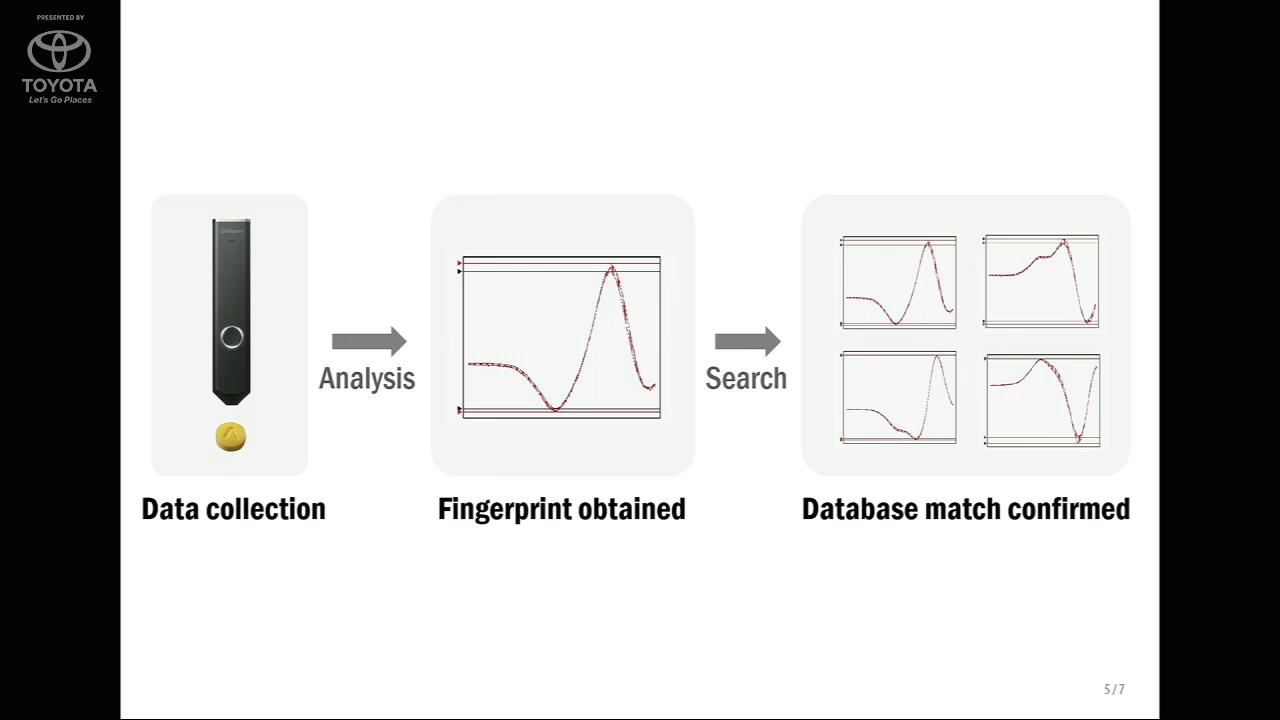 PRESENTED BY
TOYOTA
Let's Go Places
Analysis
Search
Data collection
Fingerprint obtained
Database match confirmed
5/7